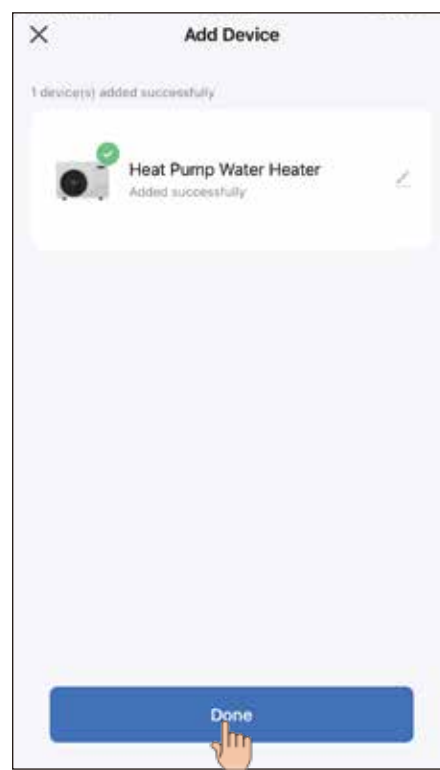 Add Device
1 device(s) added successfully
Heat Pump Water Heater
Added successfully
Done